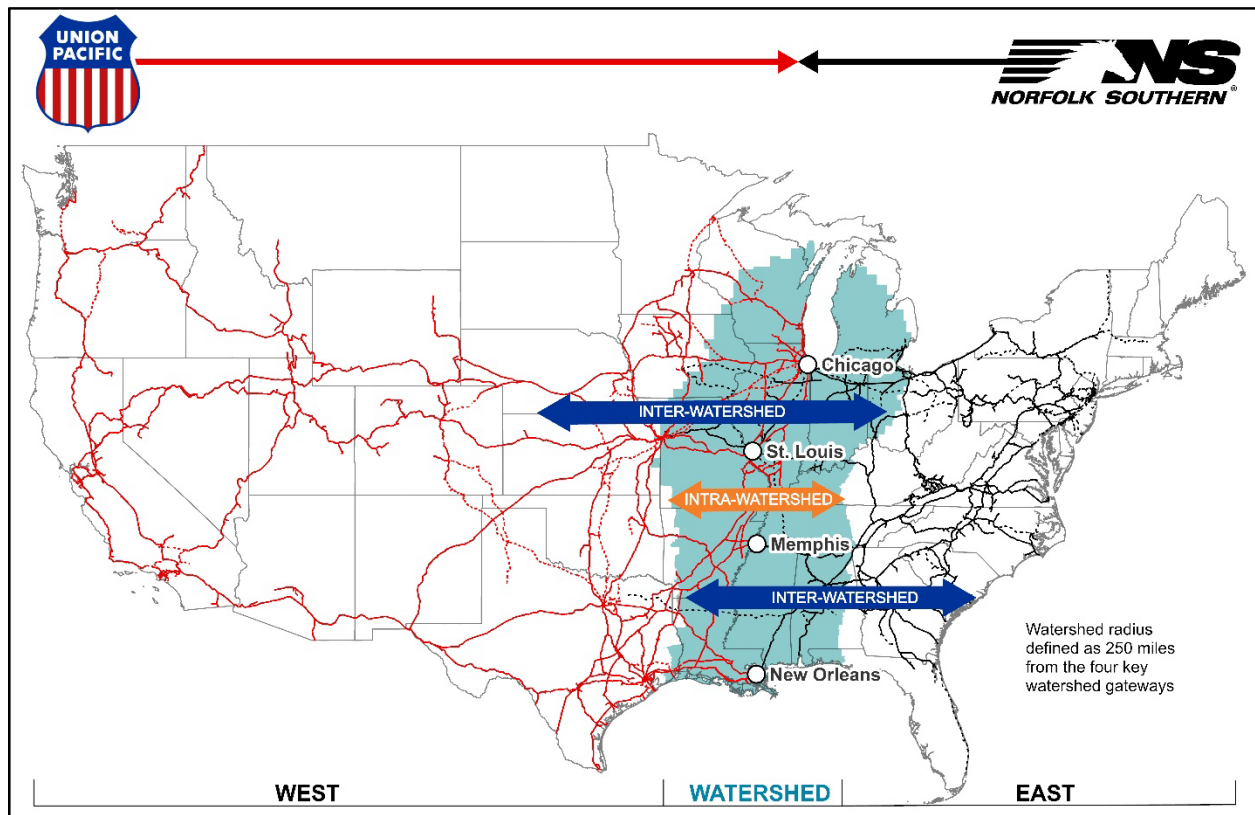 UNION
PACIFIC
NS
NORFOLK SOUTHERN®
Chicago
INTER-WATERSHED
St. Louis
INTRA-WATERSHED
Memphis
INTER-WATERSHED
Watershed radius
defined as 250 miles
from the four key
watershed gateways
New Orleans
WEST
WATERSHED
EAST